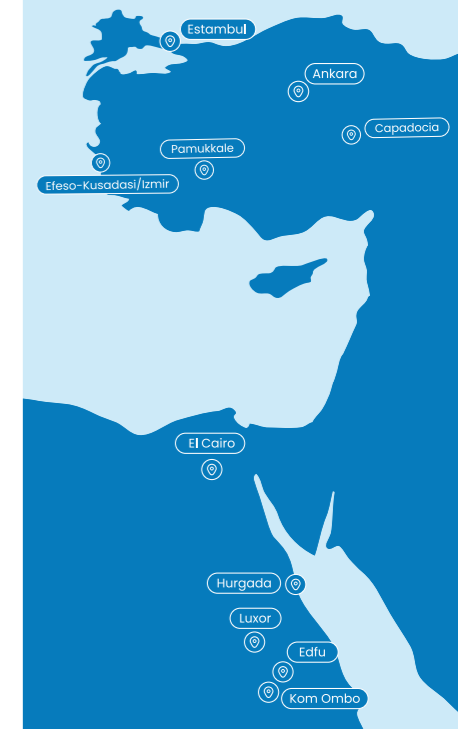 Estambul
Ankara
Capadocia
Pamukkale
Efeso-Kusadasi/Izmir
El Cairo
Hurgada
Luxor
Edfu
Kom Ombo